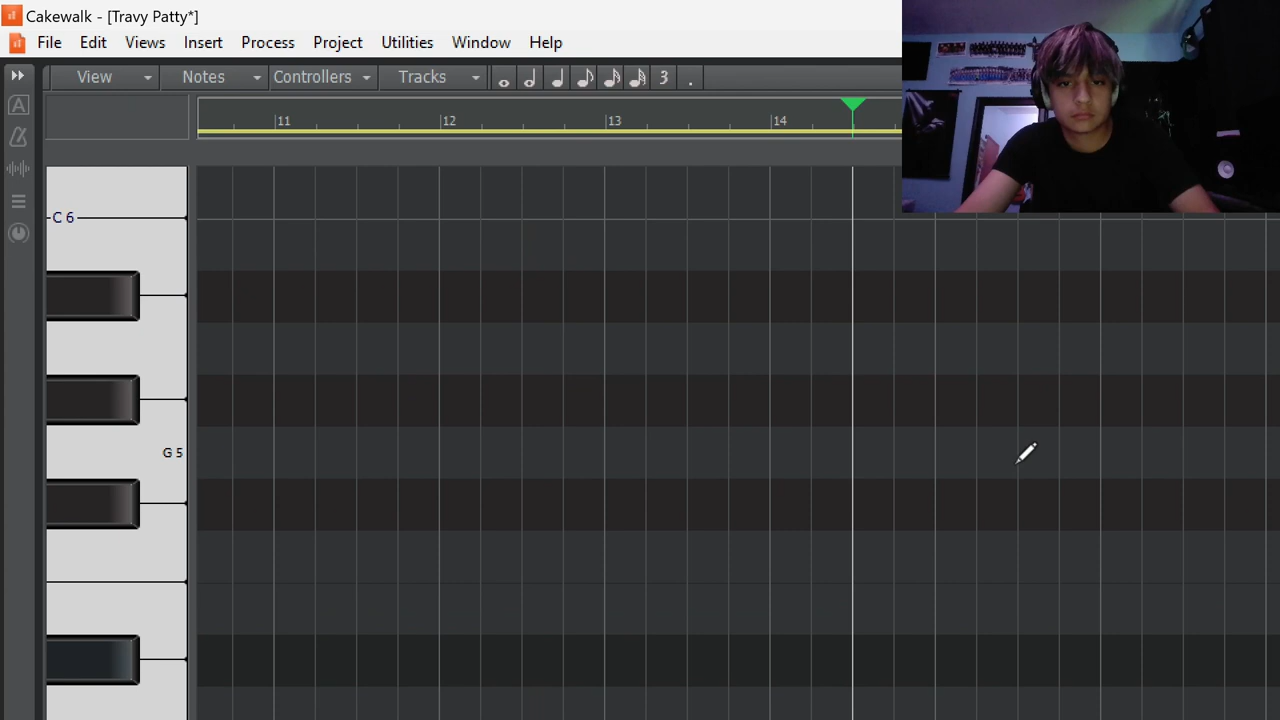 Cakewalk - [Travy Patty*]
File Edit Views Insert Process Project Utilities Window Help
View Notes Controllers Tracks 3 .
11 12 13 14
C 6
G 5